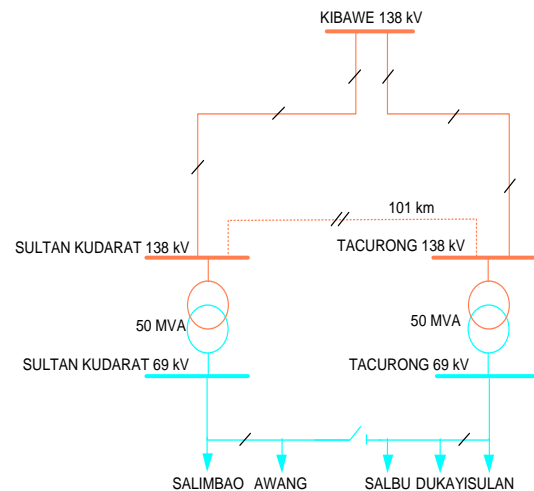 KIBAWE 138 kV
101 km
SULTAN KUDARAT 138 kV
TACURONG 138 kV
50 MVA
50 MVA
SULTAN KUDARAT 69 kV
TACURONG 69 kV
SALIMBAO AWANG SALBU DUKAYISULAN